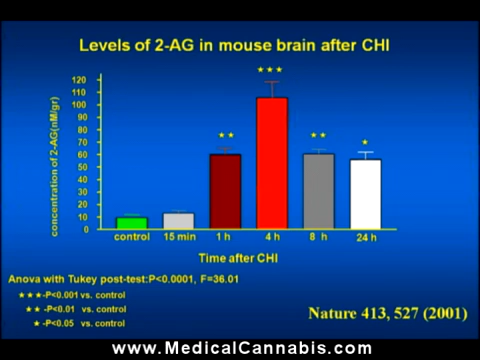 Levels of 2-AG in mouse brain after CHI
concentration of 2-AG(nM/gr)
120
110
100
90
80
70
60
50
40
30
20
10
0
★★ ★★★ ★★ ★
control 15 min 1 h 4 h 8 h 24 h
Time after CHI
Anova with Tukey post-test:P<0.0001, F=36.01
★★★-P<0.001 vs. control
★★-P<0.01 vs. control
★-P<0.05 vs. control
Nature 413, 527 (2001)
www.MedicalCannabis.com